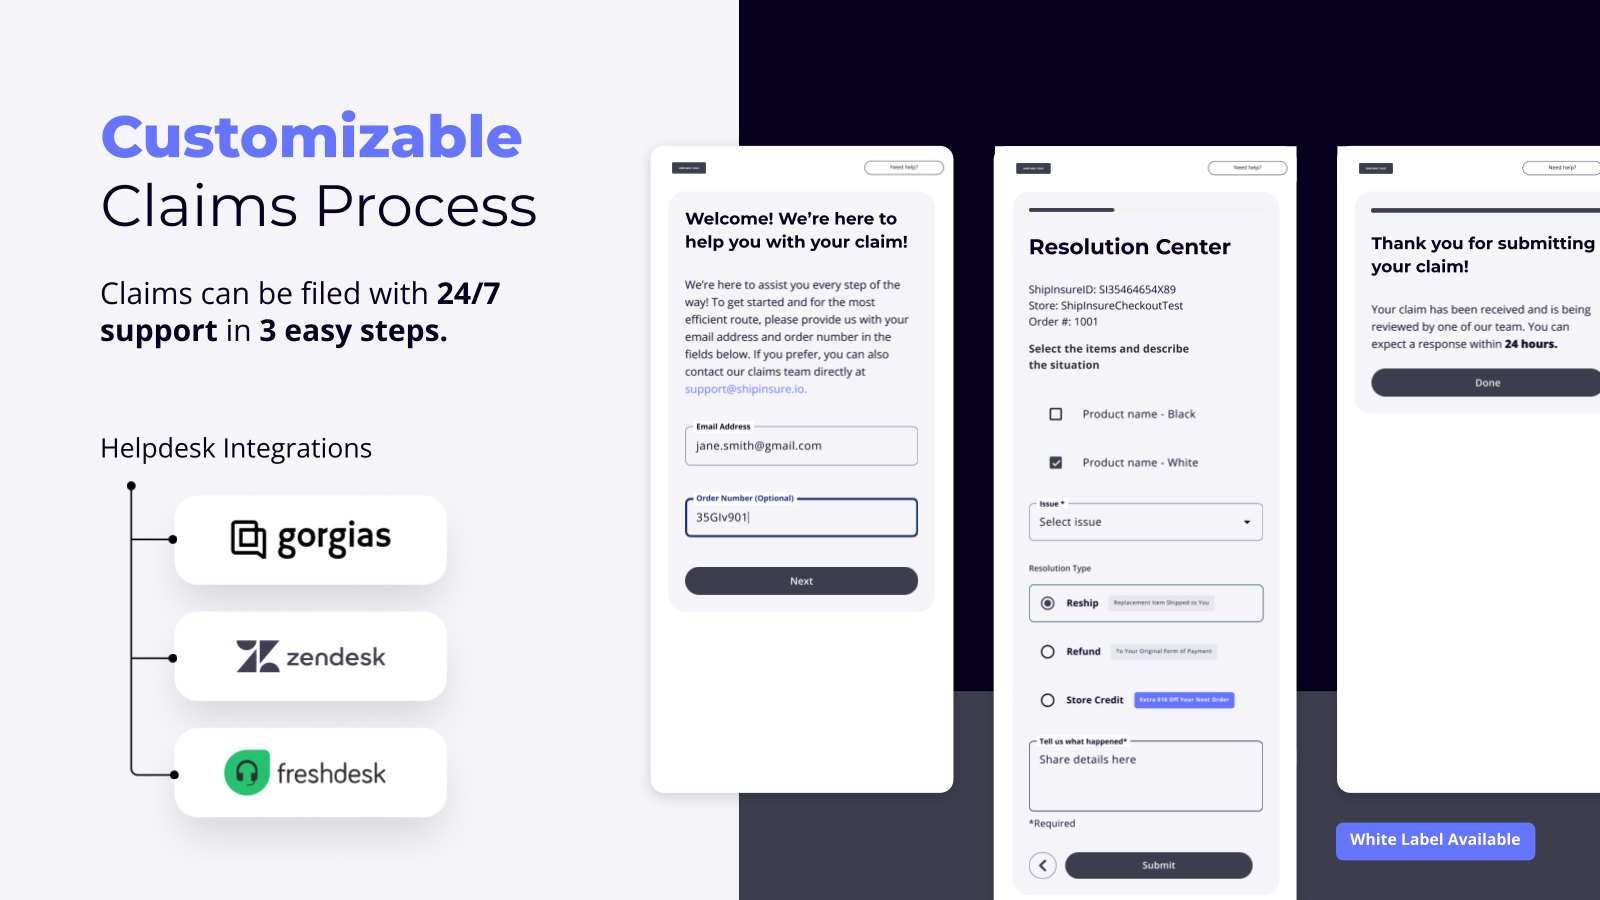 Customizable
Claims Process
Claims can be filed with 24/7
support in 3 easy steps.
Helpdesk Integrations
gorgias
zendesk
freshdesk
Need help?
Welcome! We’re here to
help you with your claim!
We’re here to assist you every step of the
way! To get started and for the most
efficient route, please provide us with your
email address and order number in the
fields below. If you prefer, you can also
contact our claims team directly at
support@shipinsure.io.
Email Address
jane.smith@gmail.com
Order Number (Optional)
35GIv901
Next
Need help?
Resolution Center
ShipInsureID: SI35464654X89
Store: ShipInsureCheckoutTest
Order #: 1001
Select the items and describe
the situation
Product name - Black
Product name - White
Issue *
Select issue
Resolution Type
Reship Replacement Item Shipped to You
Refund To Your Original Form of Payment
Store Credit Extra $10 Off Your Next Order
Tell us what happened*
Share details here
*Required
Submit
Need help?
Thank you for submitting
your claim!
Your claim has been received and is being
reviewed by one of our team. You can
expect a response within 24 hours.
Done
White Label Available